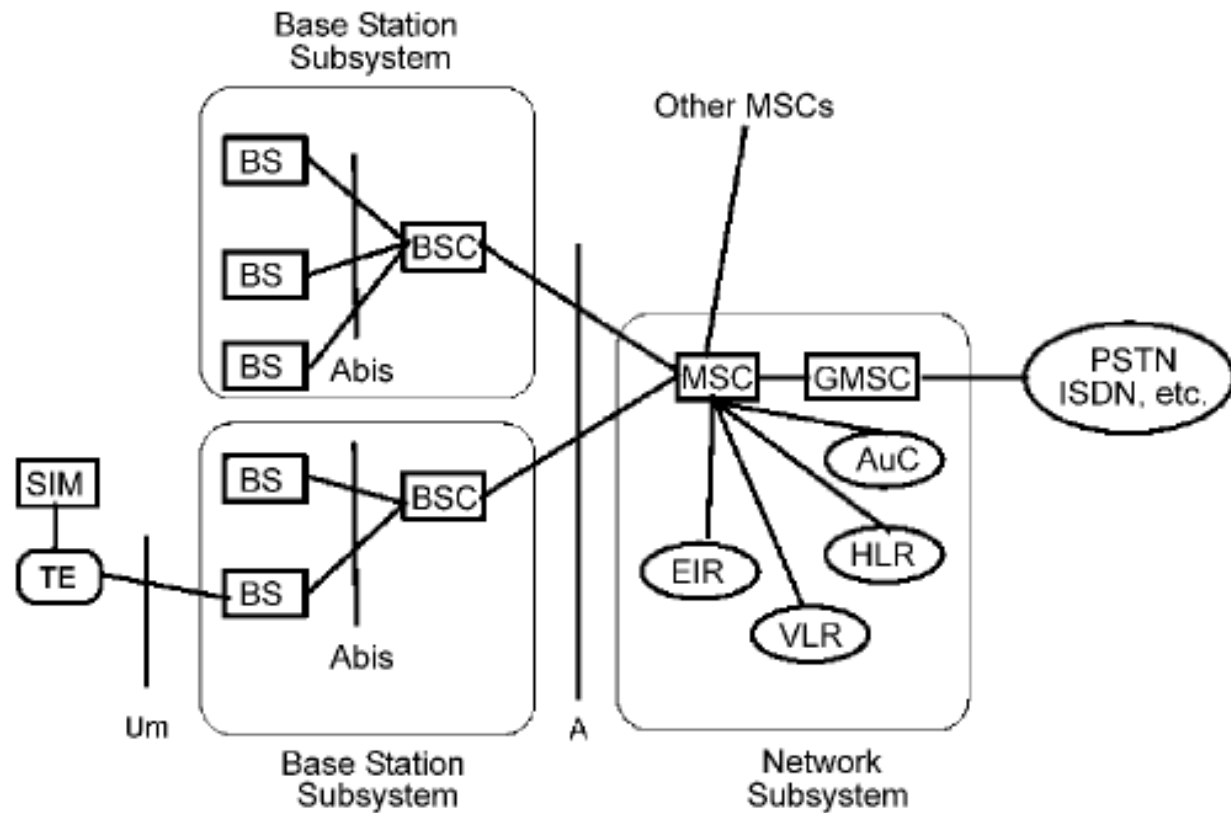 Base Station
Subsystem
Other MSCs
BS
BSC
BS
BS
Abis
MSC
GMSC
PSTN
ISDN, etc.
AuC
BS
BSC
SIM
HLR
EIR
TE
BS
VLR
Abis
Um
A
Base Station
Subsystem
Network
Subsystem